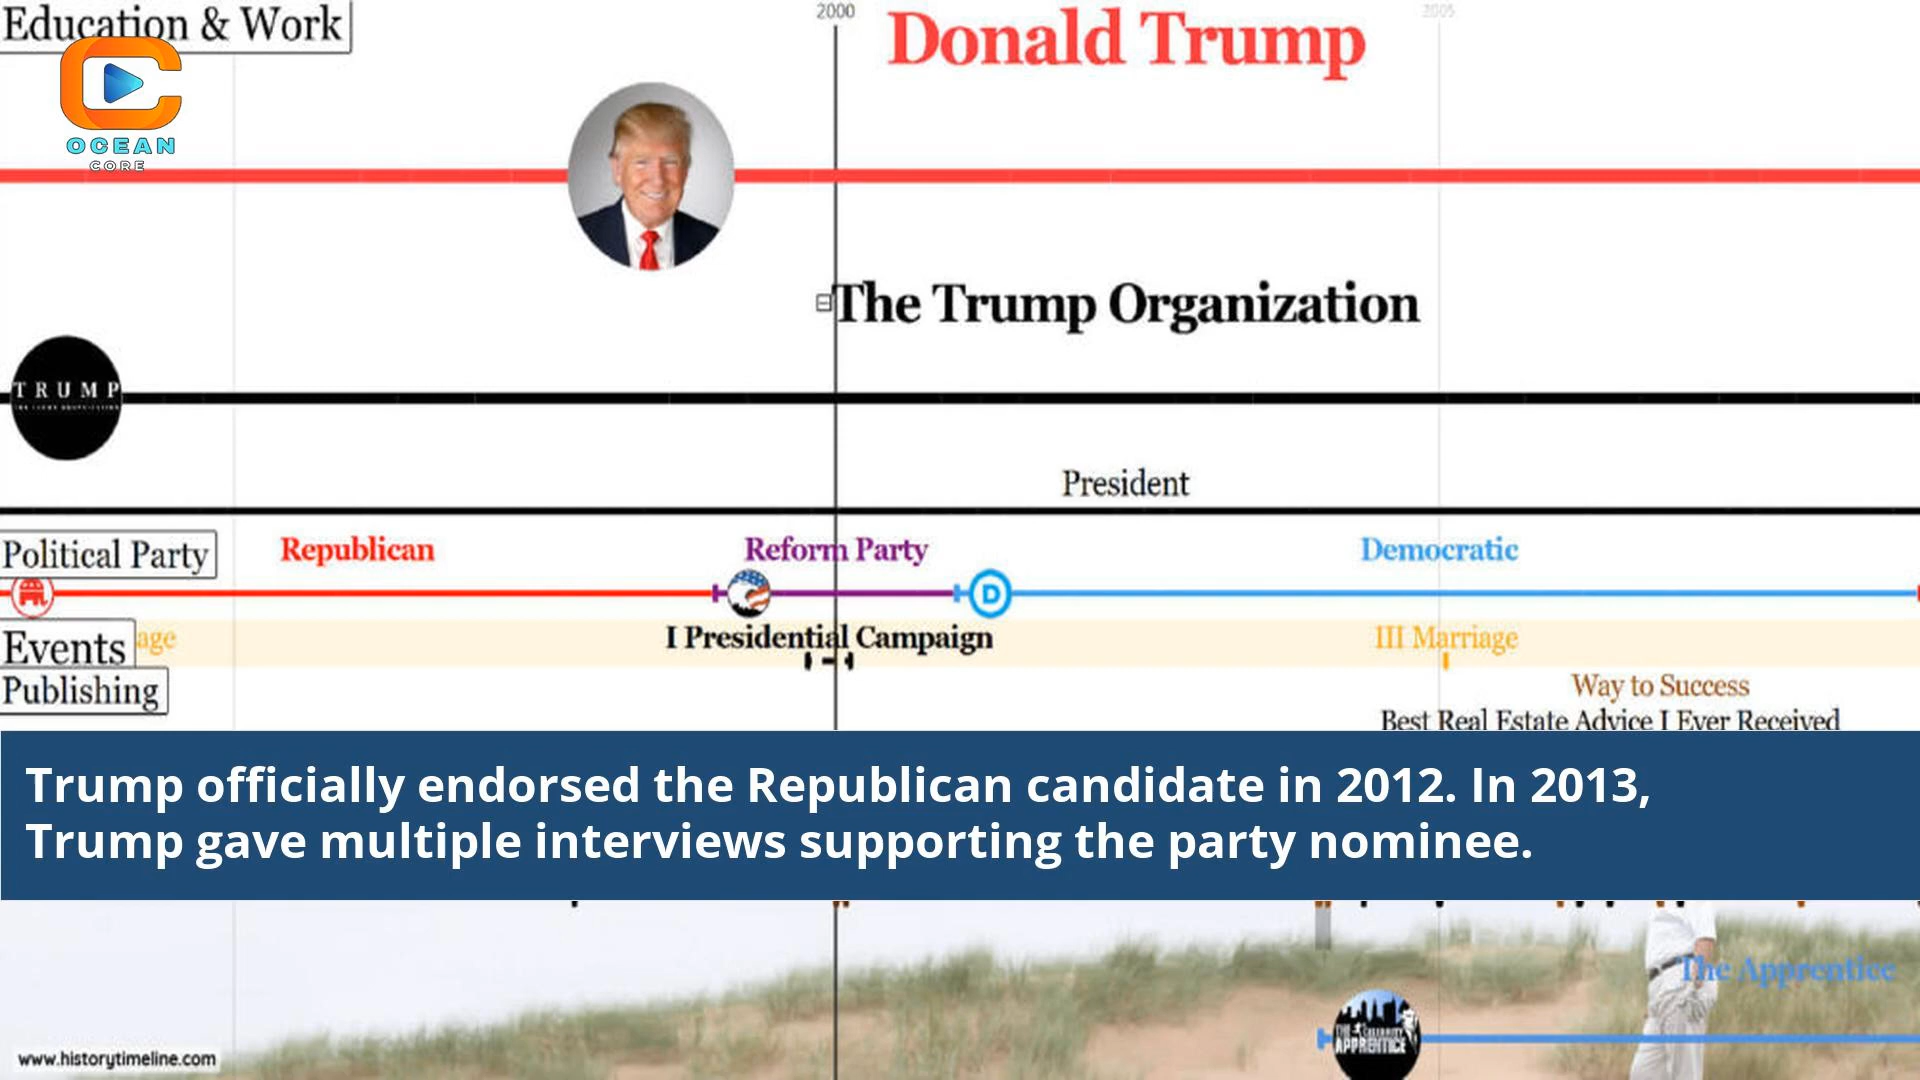 Education & Work
2000
2005
Donald Trump
OCEAN
CORE
The Trump Organization
TRUMP
President
Political Party
Republican
Reform Party
Democratic
D
Events
age
I Presidential Campaign
III Marriage
Publishing
Way to Success
Best Real Estate Advice I Ever Received
Trump officially endorsed the Republican candidate in 2012. In 2013,
Trump gave multiple interviews supporting the party nominee.
The Apprentice
THE CELEBRITY
APPRENTICE
www.historytimeline.com